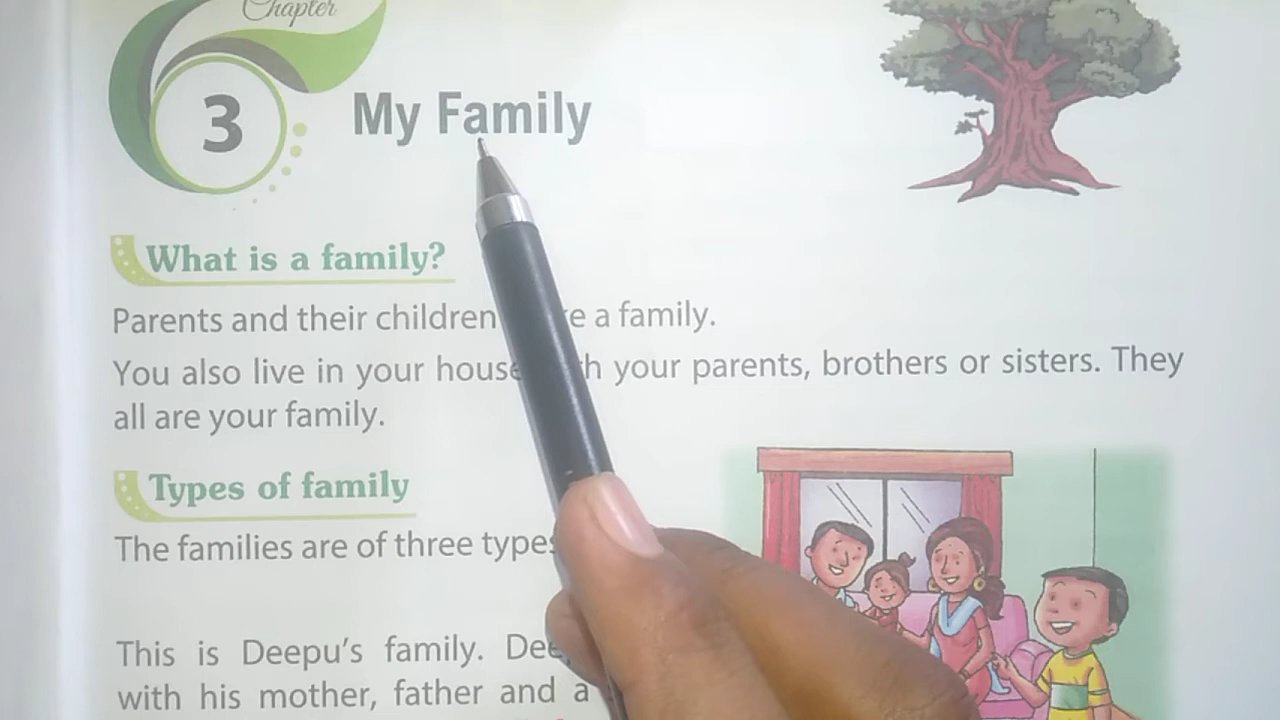 Chapter
3
My Family
What is a family?
Parents and their children a family.
You also live in your house your parents, brothers or sisters. They
all are your family.
Types of family
The families are of three types
This is Deepu's family.
with his mother, father and a